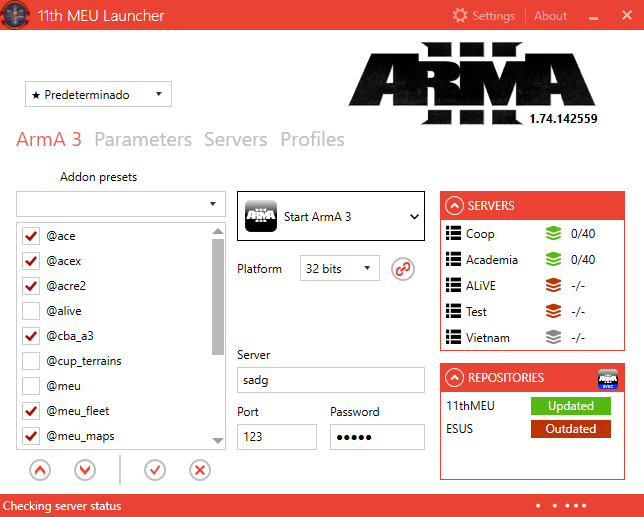 11th MEU Launcher
Settings
About
★ Predeterminado
ARMA III
1.74.142559
ArmA 3 Parameters Servers Profiles
Addon presets
@ace
@acex
@acre2
@alive
@cba_a3
@cup_terrains
@meu
@meu_fleet
@meu_maps
ARMA III
Start ArmA 3
Platform 32 bits
Server
sadg
Port Password
123 ●●●●●
SERVERS
Coop 0/40
Academia 0/40
ALiVE -/-
Test -/-
Vietnam -/-
REPOSITORIES
SYNC
11thMEU Updated
ESUS Outdated
Checking server status